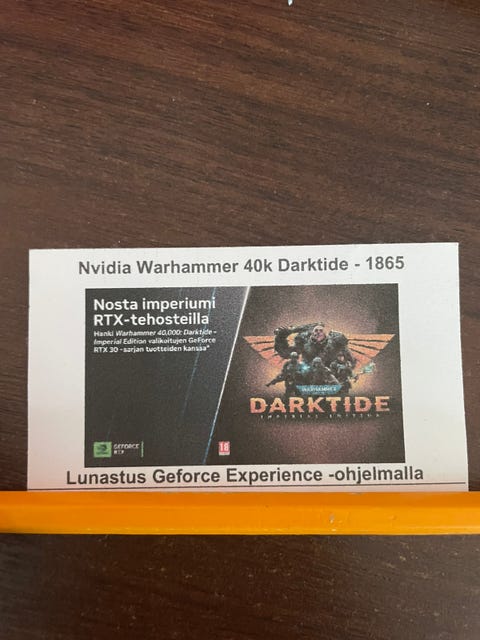 Nvidia Warhammer 40k Darktide - 1865
Nosta imperiumi
RTX-tehosteilla
Hanki Warhammer 40,000: Darktide –
Imperial Edition valikoitujen GeForce
RTX 30 -sarjan tuotteiden kanssa*
WARHAMMER
DARKTIDE
IMPERIAL EDITION
GEFORCE
RTX
18
Lunastus Geforce Experience -ohjelmalla